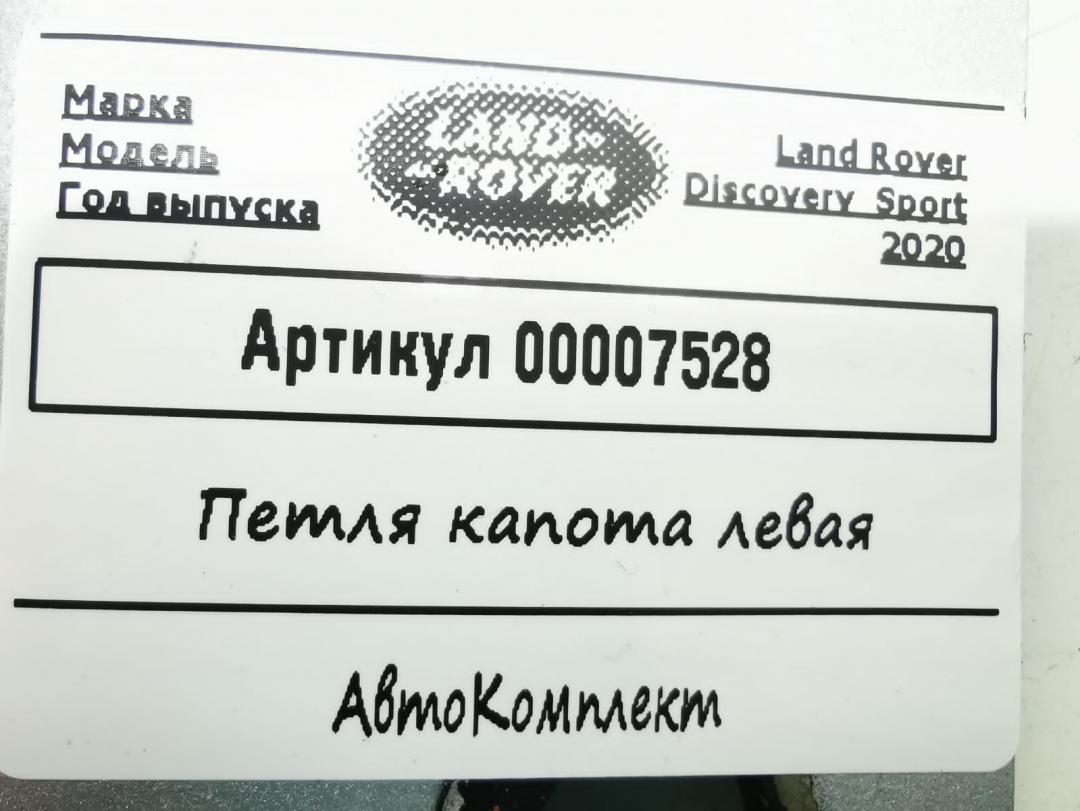 Марка
Модель
Год выпуска
LAND
ROVER
Land Rover
Discovery Sport
2020
Артикул 00007528
Петля капота левая
АвтоКомплект